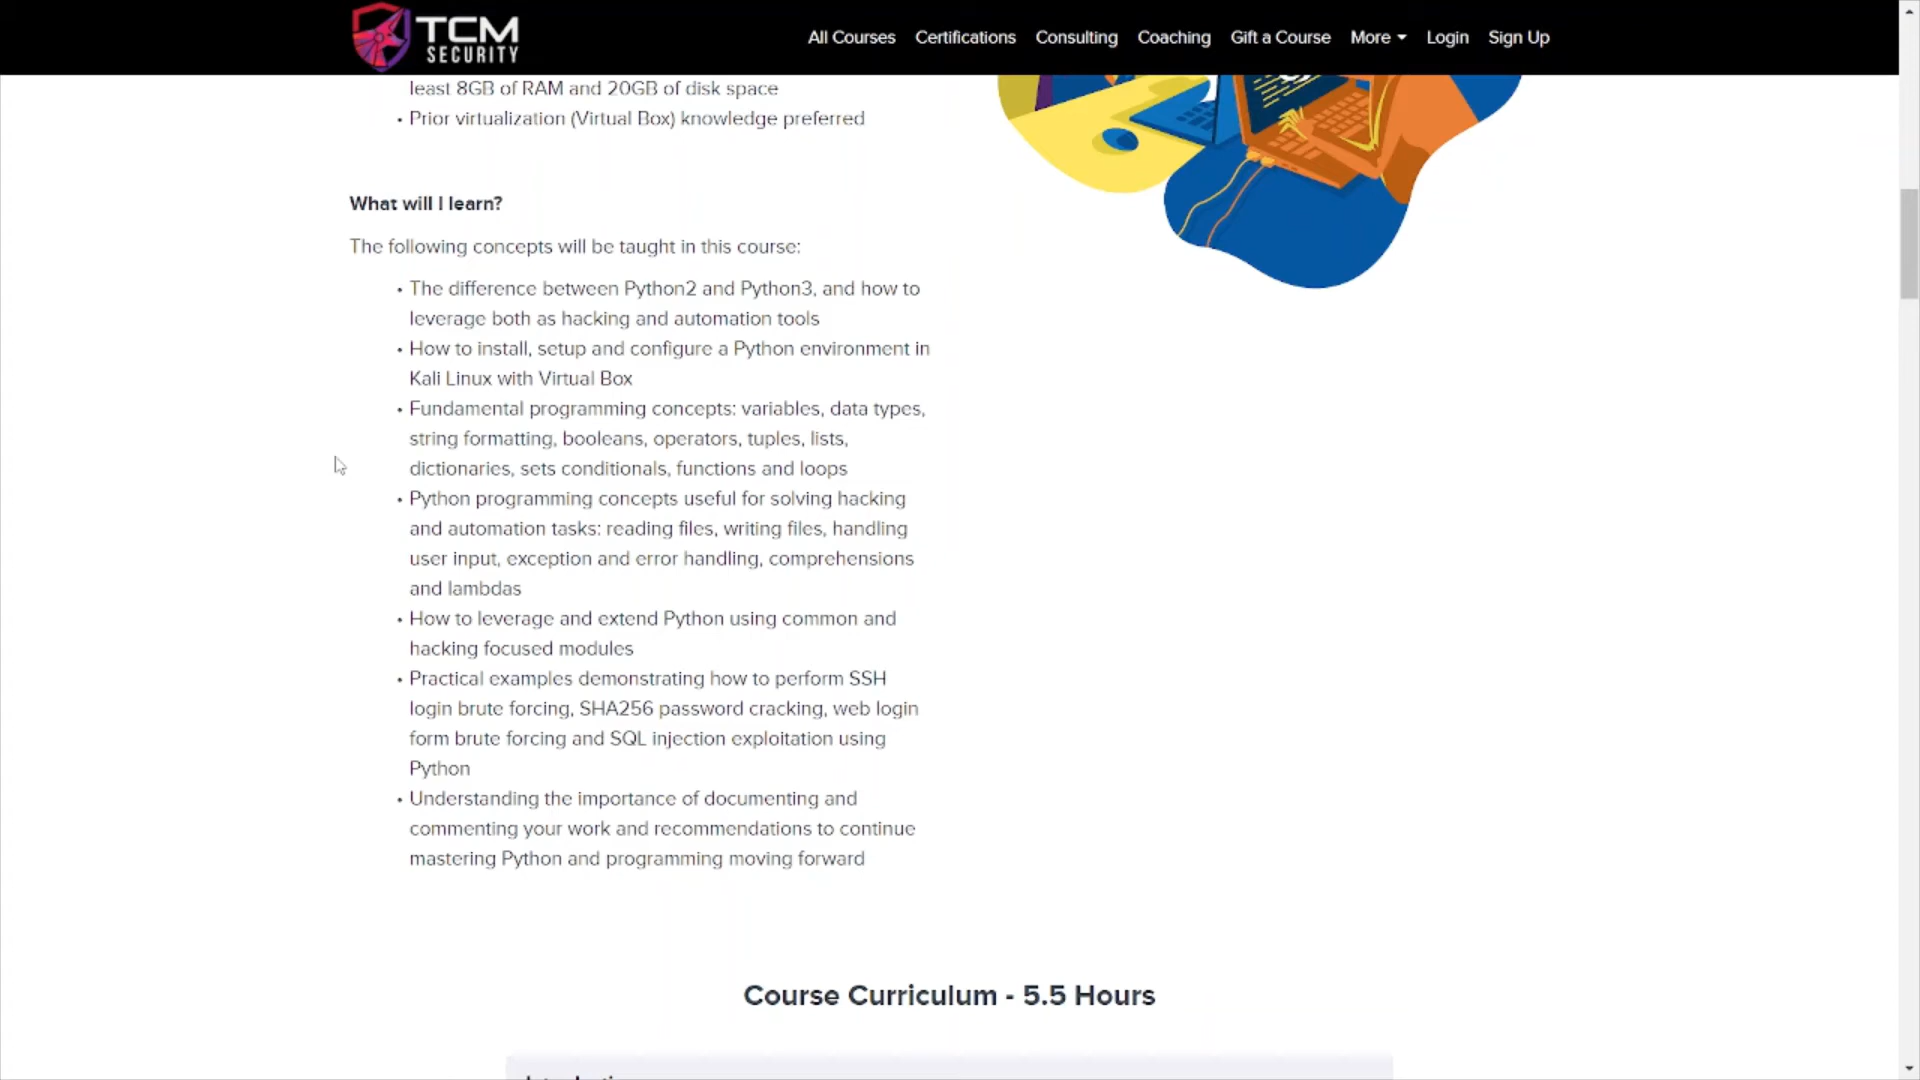 TCM
SECURITY
All Courses Certifications Consulting Coaching Gift a Course More Login Sign Up
least 8GB of RAM and 20GB of disk space
• Prior virtualization (Virtual Box) knowledge preferred
What will I learn?
The following concepts will be taught in this course:
• The difference between Python2 and Python3, and how to
leverage both as hacking and automation tools
• How to install, setup and configure a Python environment in
Kali Linux with Virtual Box
• Fundamental programming concepts: variables, data types,
string formatting, booleans, operators, tuples, lists,
dictionaries, sets conditionals, functions and loops
• Python programming concepts useful for solving hacking
and automation tasks: reading files, writing files, handling
user input, exception and error handling, comprehensions
and lambdas
• How to leverage and extend Python using common and
hacking focused modules
• Practical examples demonstrating how to perform SSH
login brute forcing, SHA256 password cracking, web login
form brute forcing and SQL injection exploitation using
Python
• Understanding the importance of documenting and
commenting your work and recommendations to continue
mastering Python and programming moving forward
Course Curriculum - 5.5 Hours